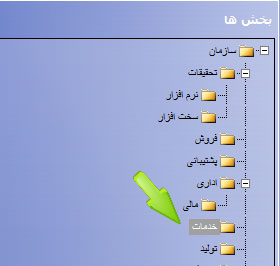 بخش ها
سازمان
تحقیقات
نرم افزار
سخت افزار
فروش
پشتیبانی
اداری
مالی
خدمات
تولید